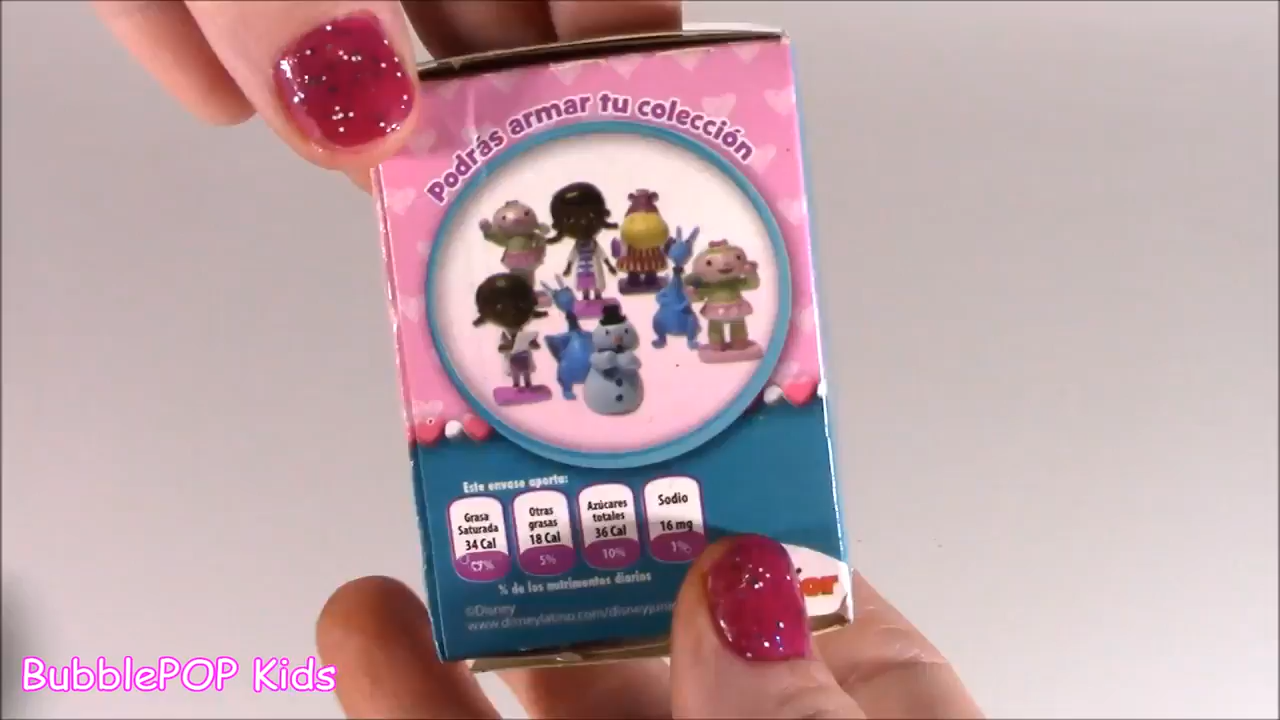 Podrás armar tu colección
Este envase aporta:
Grasa
Saturada
34 Cal
Otras
grasas
18 Cal
5%
Azúcares
totales
36 Cal
10%
Sodio
16 mg
1%
% de los nutrimentos diarios
©Disney
BubblePOP Kids